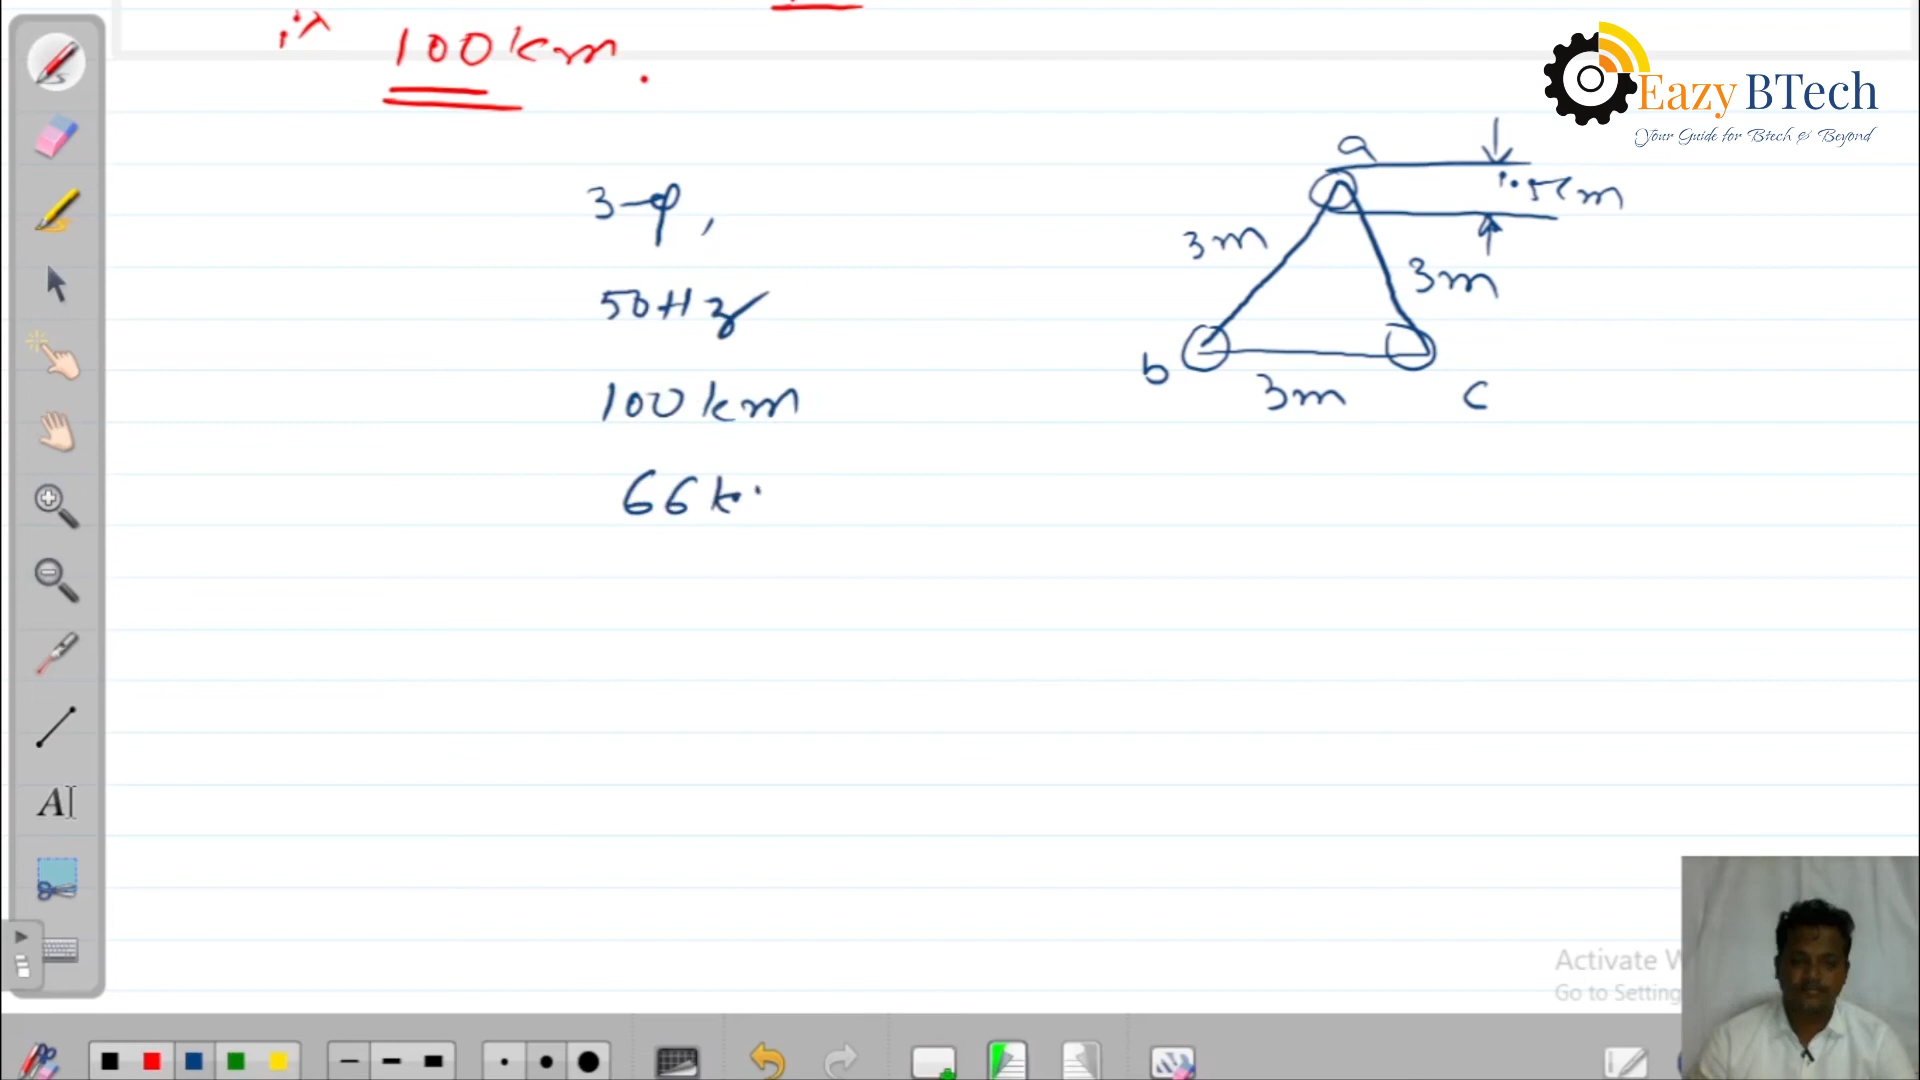 100km.
Eazy BTech
Your Guide for Btech & Beyond
a
3-φ,
1.5cm
3m
50Hz
3m
b
100km
3m
c
66k
AI
Activate W
Go to Setting